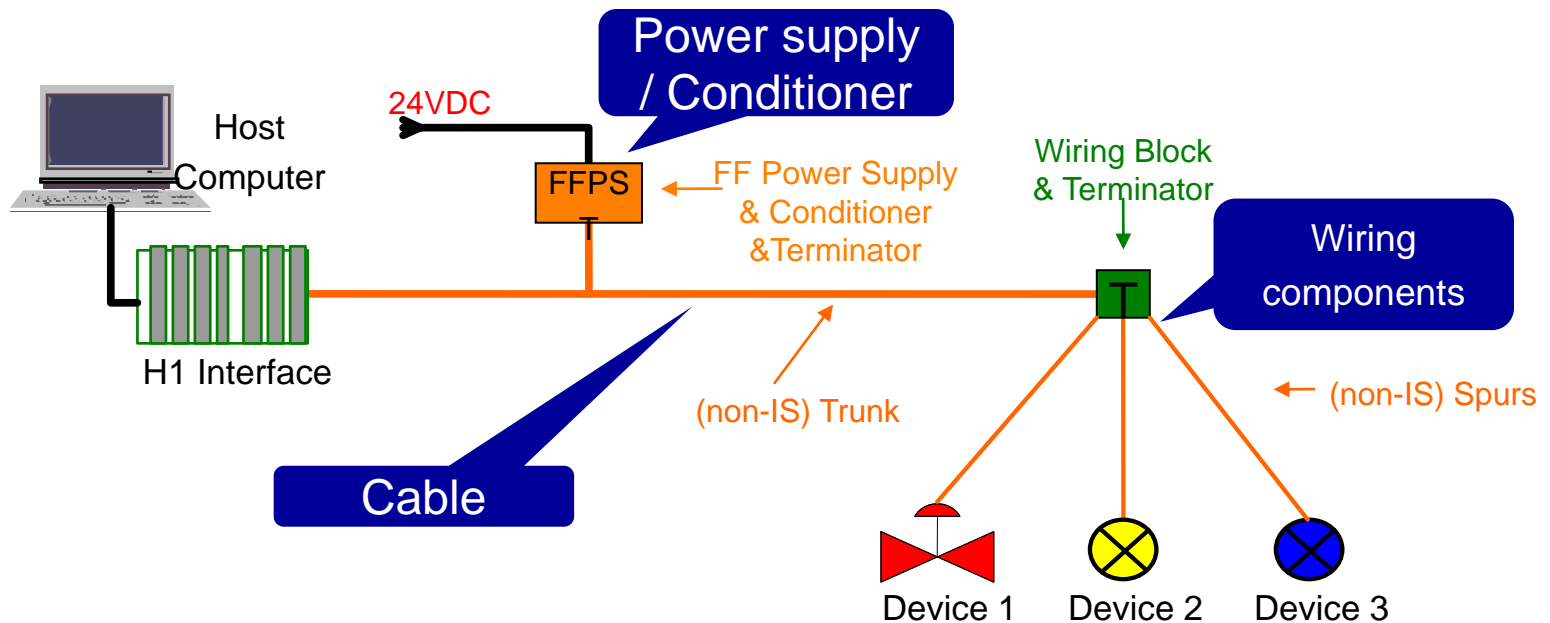 Power supply
/ Conditioner
24VDC
Host
Computer
FFPS
T
FF Power Supply
& Conditioner
&Terminator
Wiring Block
& Terminator
Wiring
components
T
H1 Interface
(non-IS) Trunk
(non-IS) Spurs
Cable
Device 1
Device 2
Device 3